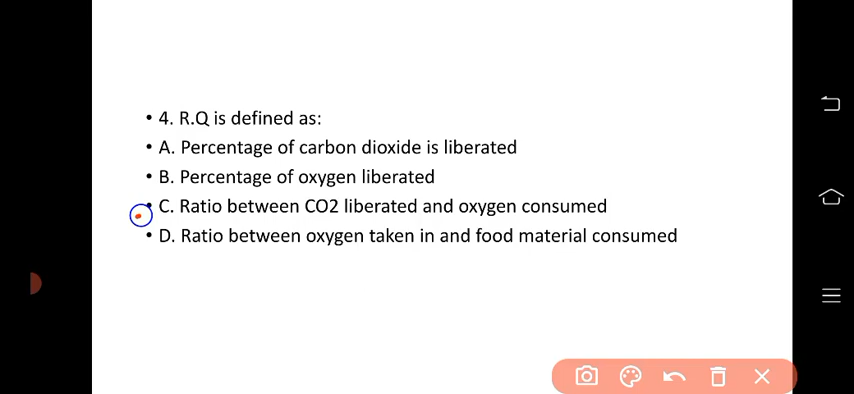 • 4. R.Q is defined as:
• A. Percentage of carbon dioxide is liberated
• B. Percentage of oxygen liberated
• C. Ratio between CO2 liberated and oxygen consumed
• D. Ratio between oxygen taken in and food material consumed